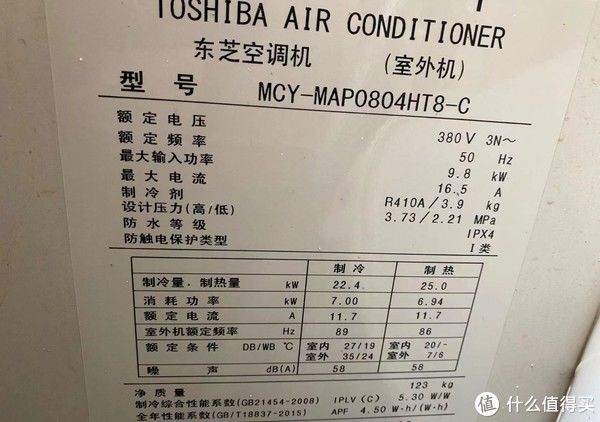 TOSHIBA AIR CONDITIONER
东芝空调机 (室外机)
型号 MCY-MAP0804HT8-C
额定电压 380V 3N~
额定频率 50 Hz
最大输入功率 9.8 kW
最大电流 16.5 A
制冷剂 R410A/3.9 kg
设计压力(高/低) 3.73/2.21 MPa
防水等级 IPX4
防触电保护类型 I类
制冷 制热
制冷量,制热量 kW 22.4 25.0
消耗功率 kW 7.00 6.94
额定电流 A 11.7 11.7
室外机额定频率 Hz 89 86
额定条件 DB/WB ℃ 室内 27/19 室内 20/-
室外 35/24 室外 7/6
噪声 dB(A) 58 58
净质量 123 kg
制冷综合性能系数(GB21454-2008) IPLV(C) 5.30 W/W
全年性能系数(GB/T18837-2015) APF 4.50 W·h/(W·h)
值 什么值得买